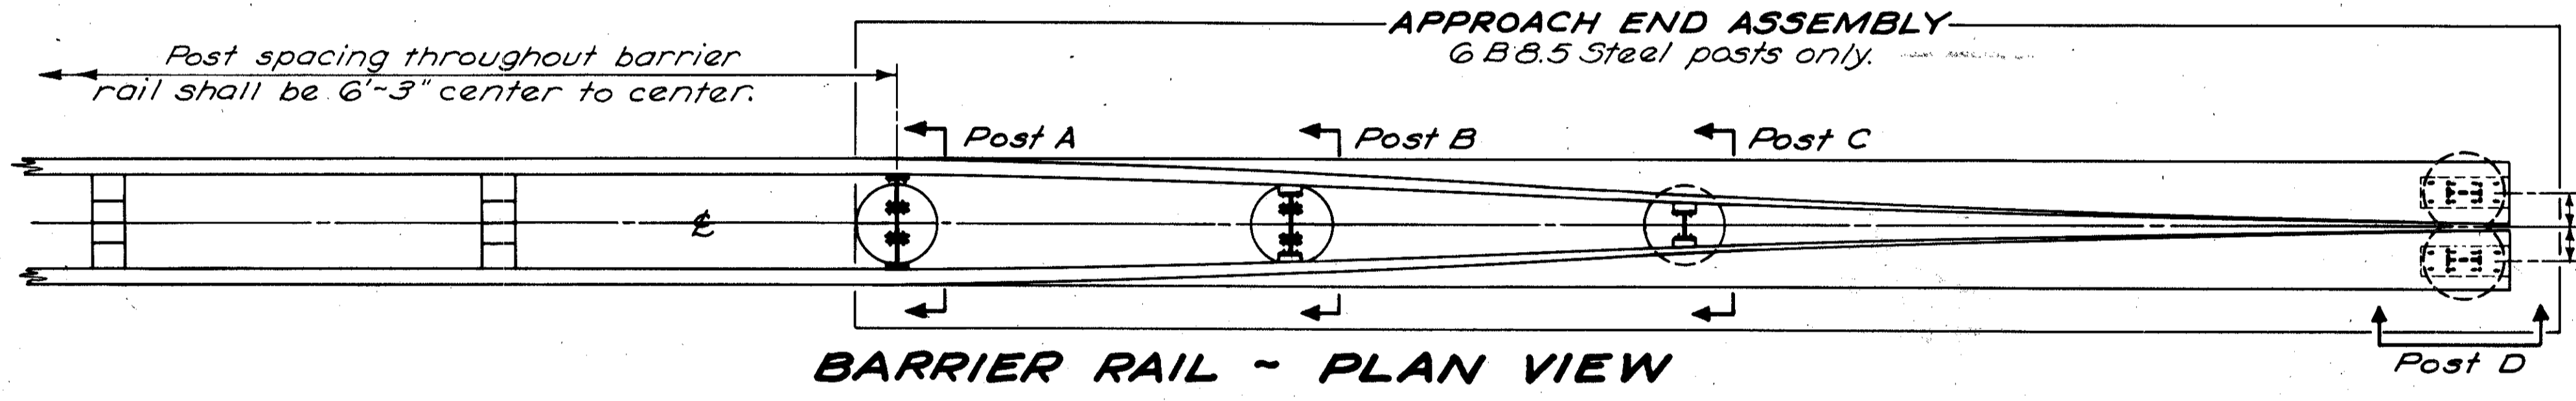 APPROACH END ASSEMBLY
6 B 8.5 Steel posts only.
Post spacing throughout barrier
rail shall be 6'~3" center to center.
Post A
Post B
Post C
℄
Post D
BARRIER RAIL ~ PLAN VIEW